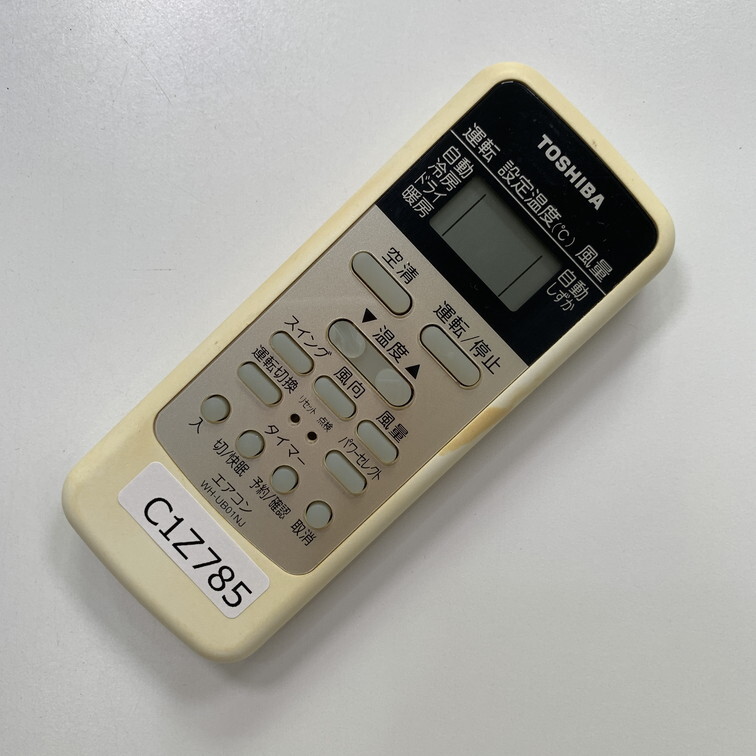 TOSHIBA
運転 設定温度(℃) 風量
自動
冷房
ドライ
暖房
自動
しずか
空清
運転/停止
▼温度▲
スイング
風向
風量
運転切換
リセット 点検
パワーセレクト
タイマー
入
切/快眠
予約/確認
取消
エアコン
WH-UB01NJ
C1Z785